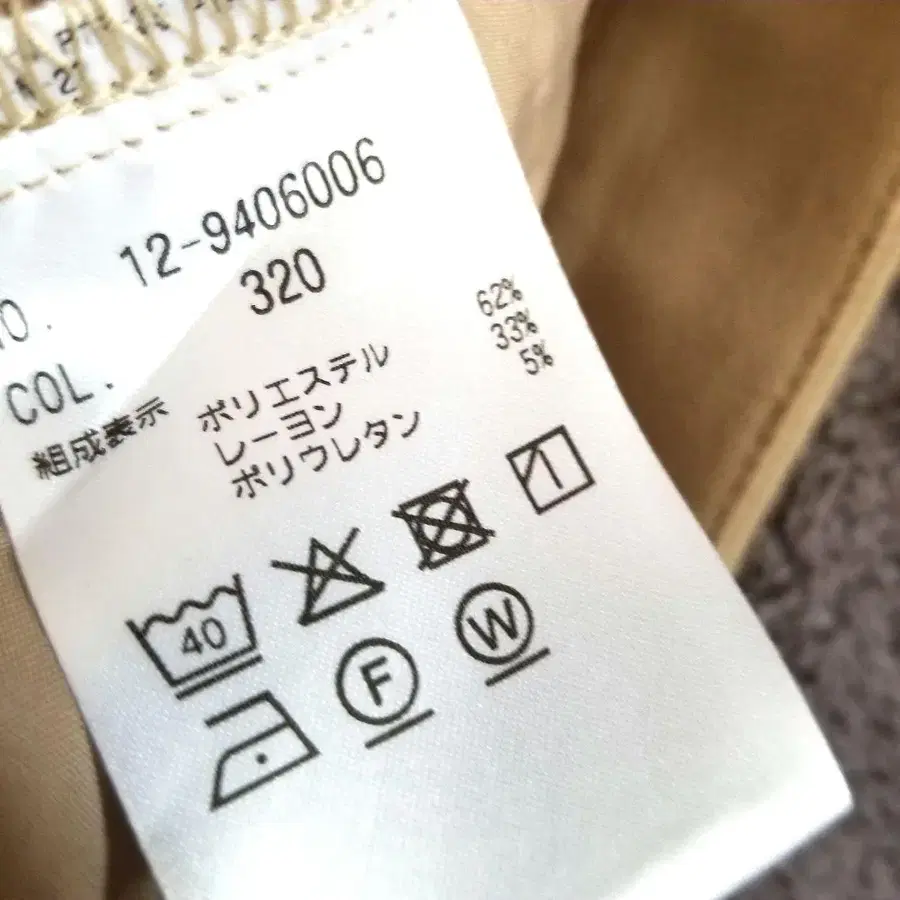 NO. 12-9406006
COL. 320
組成表示 ポリエステル 62%
レーヨン 33%
ポリウレタン 5%
40
F W